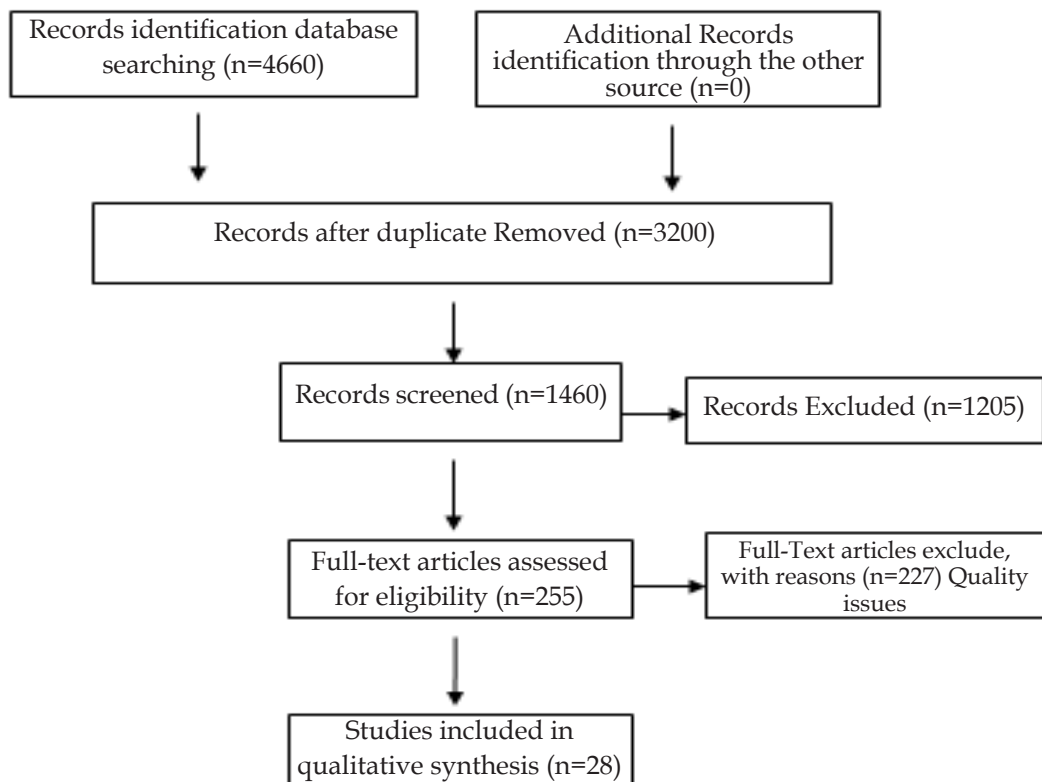 Records identification database
searching (n=4660)
Additional Records
identification through the other
source (n=0)
Records after duplicate Removed (n=3200)
Records screened (n=1460)
Records Excluded (n=1205)
Full-text articles assessed
for eligibility (n=255)
Full-Text articles exclude,
with reasons (n=227) Quality
issues
Studies included in
qualitative synthesis (n=28)